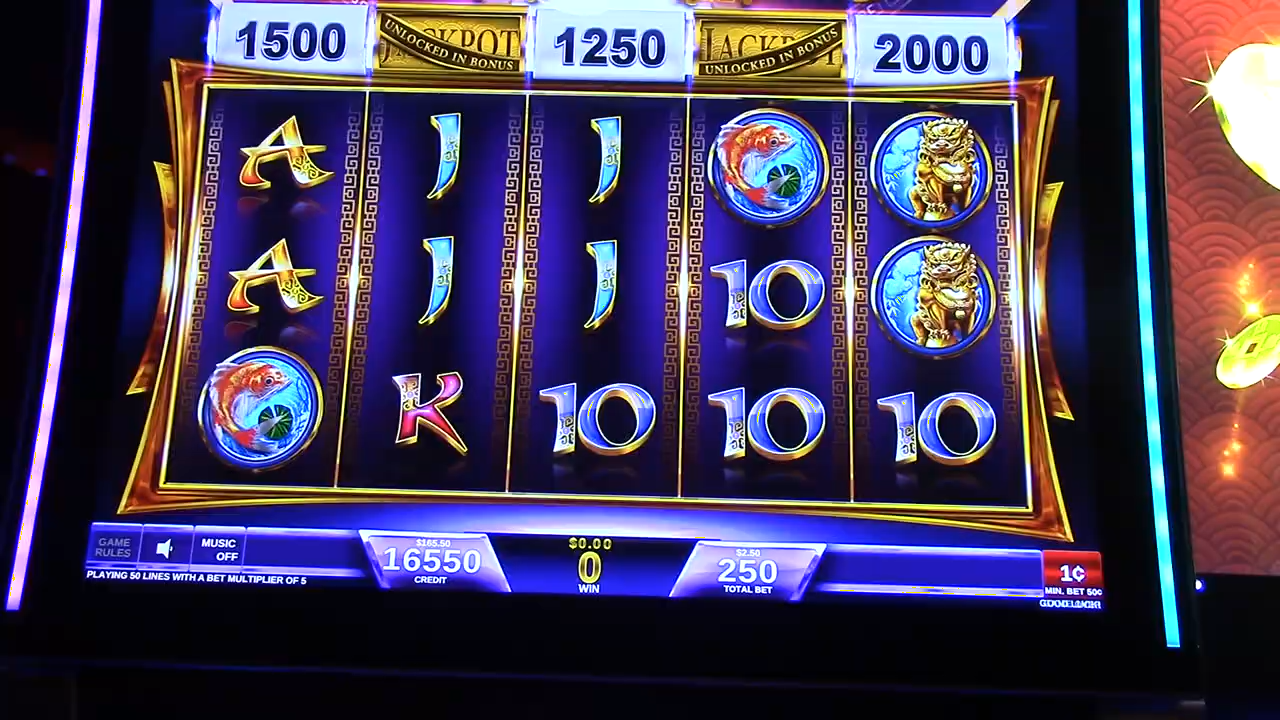 1500
JACKPOT
UNLOCKED IN BONUS
1250
JACKPOT
UNLOCKED IN BONUS
2000
A J J
A J J 10
K 10 10 10
GAME RULES
MUSIC OFF
$165.50
16550
CREDIT
$0.00
0
WIN
$2.50
250
TOTAL BET
1¢
MIN. BET 50¢
PLAYING 50 LINES WITH A BET MULTIPLIER OF 5